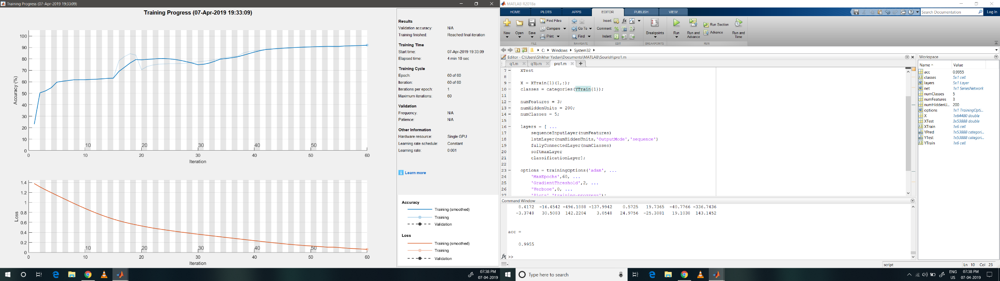 Training Progress (07-Apr-2019 19:33:09)
Training Progress (07-Apr-2019 19:33:09)
Accuracy (%)
100
90
80
70
60
50
40
30
20
10
0
10 20 30 40 50
0 10 20 30 40 50 60
Iteration
Loss
1.4
1.2
1
0.8
0.6
0.4
0.2
0
10 20 30 40 50
0 10 20 30 40 50 60
Iteration
Results
Validation accuracy: N/A
Training finished: Reached final iteration
Training Time
Start time: 07-Apr-2019 19:33:09
Elapsed time: 4 min 10 sec
Training Cycle
Epoch: 60 of 60
Iteration: 60 of 60
Iterations per epoch: 1
Maximum iterations: 60
Validation
Frequency: N/A
Patience: N/A
Other Information
Hardware resource: Single GPU
Learning rate schedule: Constant
Learning rate: 0.001
i Learn more
Accuracy
Training (smoothed)
Training
Validation
Loss
Training (smoothed)
Training
Validation
07:38 PM
07-04-2019
MATLAB R2018a
HOME PLOTS APPS EDITOR PUBLISH VIEW
Search Documentation
Log In
New Open Save
Find Files
Compare
Print
FILE
Go To
Find
NAVIGATE
Insert fx
Comment
Indent
EDIT
Breakpoints
BREAKPOINTS
Run
Run and Advance
Run Section
Advance
Run and Time
RUN
C: Windows System32
Editor - C:\Users\Shikhar Yadav\Documents\MATLAB\Sourish\pro1.m
q1.m q1b.m pro1.m +
7 - XTest
8
9 - X = XTrain{1}(1,:);
10 - classes = categories(YTrain{1});
11
12 - numFeatures = 3;
13 - numHiddenUnits = 200;
14 - numClasses = 5;
15
16 - layers = [ ...
17 sequenceInputLayer(numFeatures)
18 lstmLayer(numHiddenUnits,'OutputMode','sequence')
19 fullyConnectedLayer(numClasses)
20 softmaxLayer
21 classificationLayer];
22
23 - options = trainingOptions('adam', ...
24 'MaxEpochs',60, ...
25 'GradientThreshold',2, ...
26 'Verbose',0, ...
27 'Plots','training-progress');
Command Window
8.4172 -16.4542 -496.1888 -137.9942 0.5725 19.7365 -40.7766 -336.7436
-3.3748 30.5083 142.2204 3.0548 24.9756 -25.3881 19.1038 143.1452
acc =
0.9955
fx >>
Workspace
Name Value
acc 0.9955
classes 5x1 cell
layers 5x1 Layer
net 1x1 SeriesNetwork
numClasses 5
numFeatures 3
numHiddenU... 200
options 1x1 TrainingOpti...
X 1x64480 double
XTest 3x53888 double
XTrain 1x6 cell
YPred 1x53888 categori...
YTest 1x53888 categori...
YTrain 1x6 cell
script Ln 10 Col 23
Type here to search
ENG
US
07:38 PM
07-04-2019